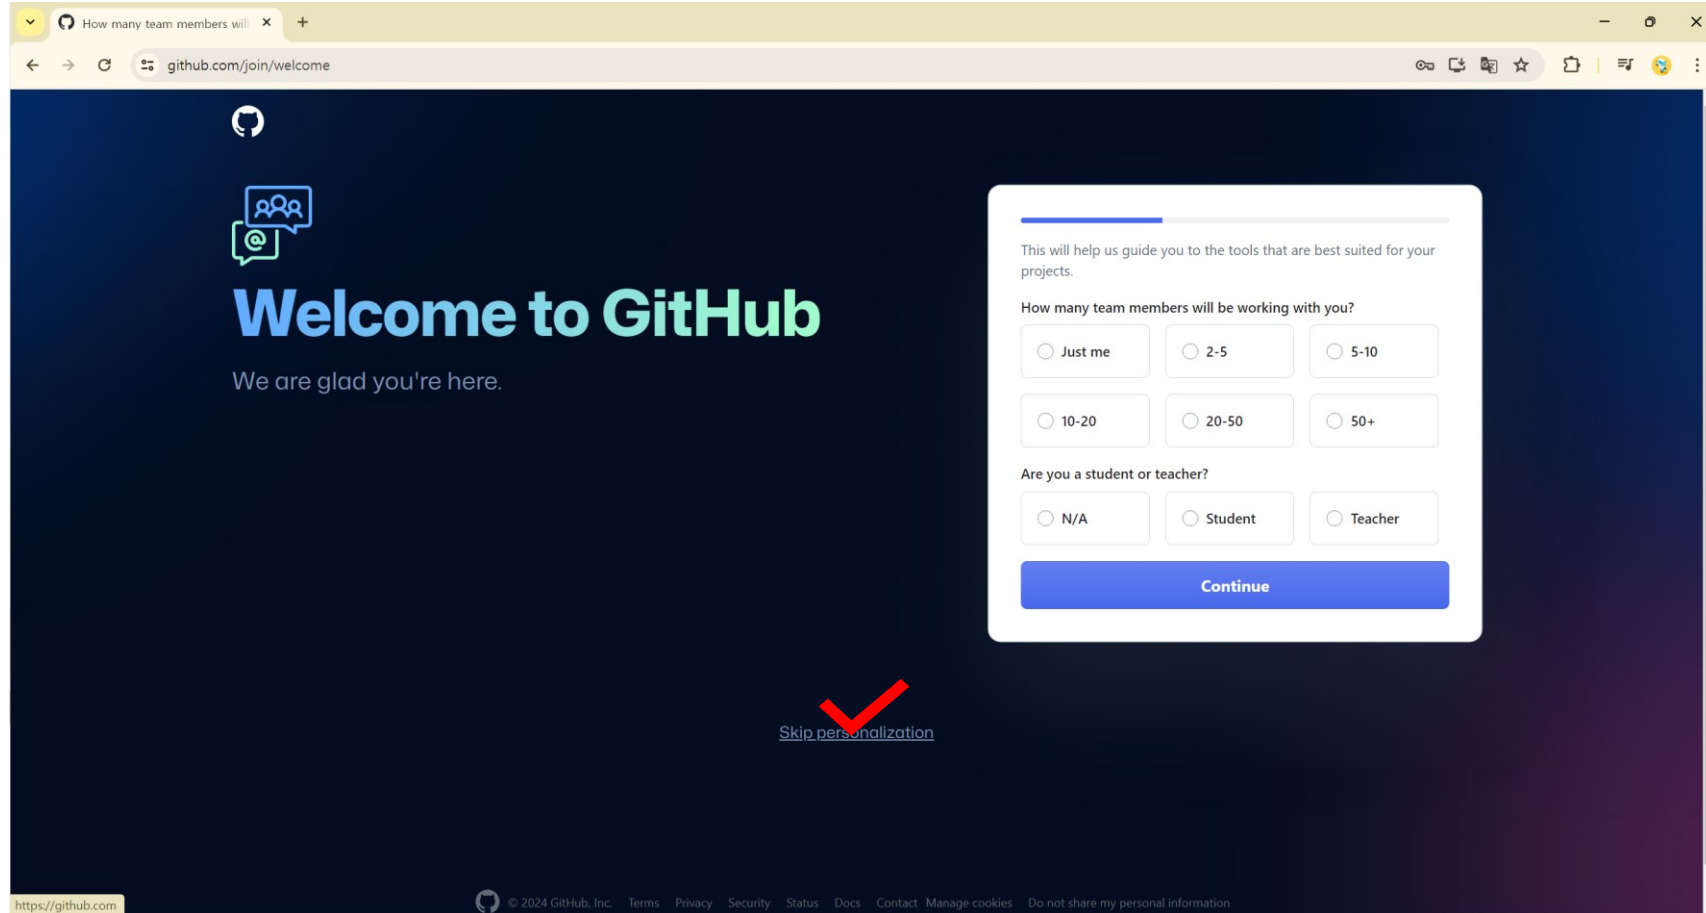 How many team members wil
github.com/join/welcome
@
Welcome to GitHub
We are glad you're here.
This will help us guide you to the tools that are best suited for your
projects.
How many team members will be working with you?
Just me
2-5
5-10
10-20
20-50
50+
Are you a student or teacher?
N/A
Student
Teacher
Continue
Skip personalization
© 2024 GitHub, Inc. Terms Privacy Security Status Docs Contact Manage cookies Do not share my personal information
https://github.com